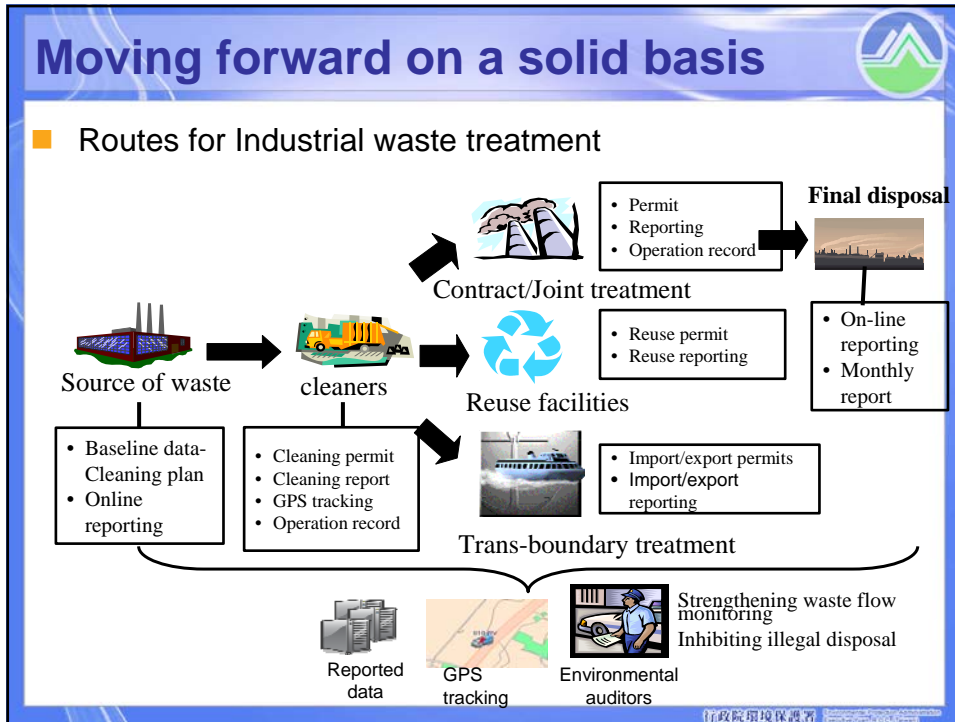 Moving forward on a solid basis
Routes for Industrial waste treatment
• Permit
• Reporting
• Operation record
Final disposal
Contract/Joint treatment
• On-line
reporting
• Monthly
report
• Reuse permit
• Reuse reporting
Source of waste
cleaners
Reuse facilities
• Baseline data-
Cleaning plan
• Online
reporting
• Cleaning permit
• Cleaning report
• GPS tracking
• Operation record
• Import/export permits
• Import/export
reporting
Trans-boundary treatment
Strengthening waste flow
monitoring
Inhibiting illegal disposal
Reported
data
GPS
tracking
Environmental
auditors
行政院環境保護署